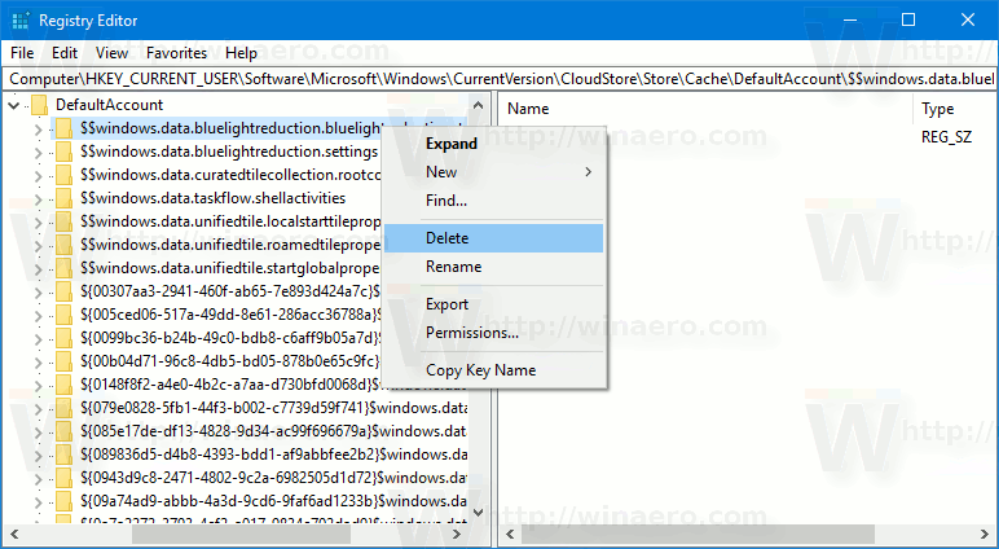 Registry Editor
File Edit View Favorites Help
Computer\HKEY_CURRENT_USER\Software\Microsoft\Windows\CurrentVersion\CloudStore\Store\Cache\DefaultAccount\$$windows.data.bluel
DefaultAccount
$$windows.data.bluelightreduction.bluelight
$$windows.data.bluelightreduction.settings
$$windows.data.curatedtilecollection.rootcc
$$windows.data.taskflow.shellactivities
$$windows.data.unifiedtile.localstarttileprop
$$windows.data.unifiedtile.roamedtileprope
$$windows.data.unifiedtile.startglobalprope
${00307aa3-2941-460f-ab65-7e893d424a7c}$
${005ced06-517a-49dd-8e61-286acc36788a}$
${0099bc36-b24b-49c0-bdb8-c6aff9b05a7d}$
${00b04d71-96c8-4db5-bd05-878b0e65c9fc}
${0148f8f2-a4e0-4b2c-a7aa-d730bfd0068d}$
${079e0828-5fb1-44f3-b002-c7739d59f741}$windows.data
${085e17de-df13-4828-9d34-ac99f696679a}$windows.dat
${089836d5-d4b8-4393-bdd1-af9abbfee2b2}$windows.da
${0943d9c8-2471-4802-9c2a-6982505d1d72}$windows.da
${09a74ad9-abbb-4a3d-9cd6-9faf6ad1233b}$windows.da
Expand
New
Find...
Delete
Rename
Export
Permissions...
Copy Key Name
Name Type
REG_SZ
W http://winaero.com